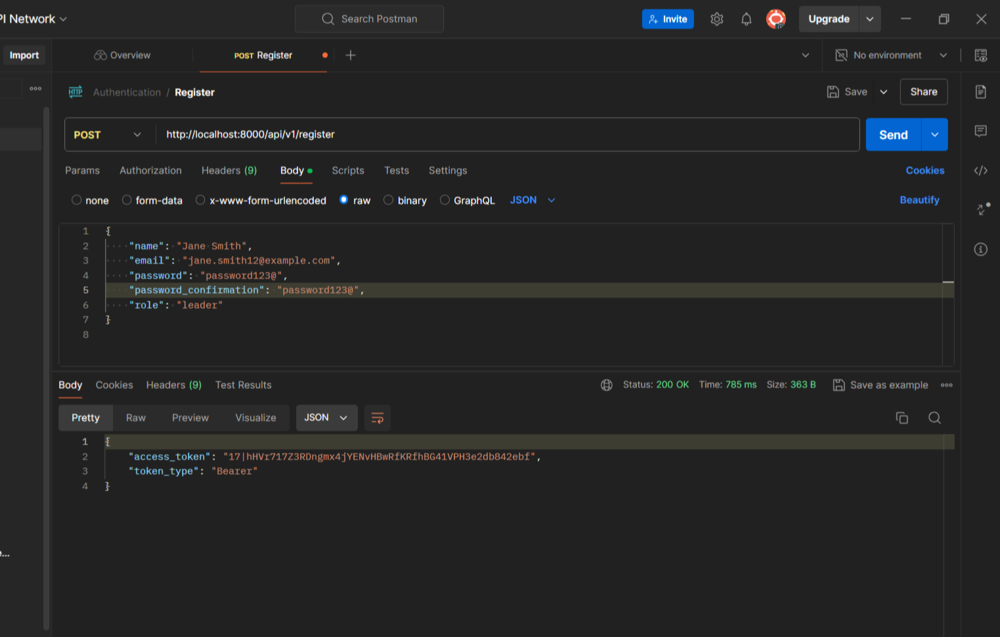 PI Network
Search Postman
Invite
Upgrade
Import
Overview
POST Register
No environment
HTTP
Authentication / Register
Save
Share
POST
http://localhost:8000/api/v1/register
Send
Params Authorization Headers (9) Body Scripts Tests Settings
Cookies
none form-data x-www-form-urlencoded raw binary GraphQL JSON
Beautify
1 {
2 "name": "Jane Smith",
3 "email": "jane.smith12@example.com",
4 "password": "password123@",
5 "password_confirmation": "password123@",
6 "role": "leader"
7 }
8
Body Cookies Headers (9) Test Results
Status: 200 OK Time: 785 ms Size: 363 B
Save as example
Pretty Raw Preview Visualize JSON
1 {
2 "access_token": "17|hHVr717Z3RDngmx4jYENvHBwRfKRfhBG41VPH3e2db842ebf",
3 "token_type": "Bearer"
4 }
e...